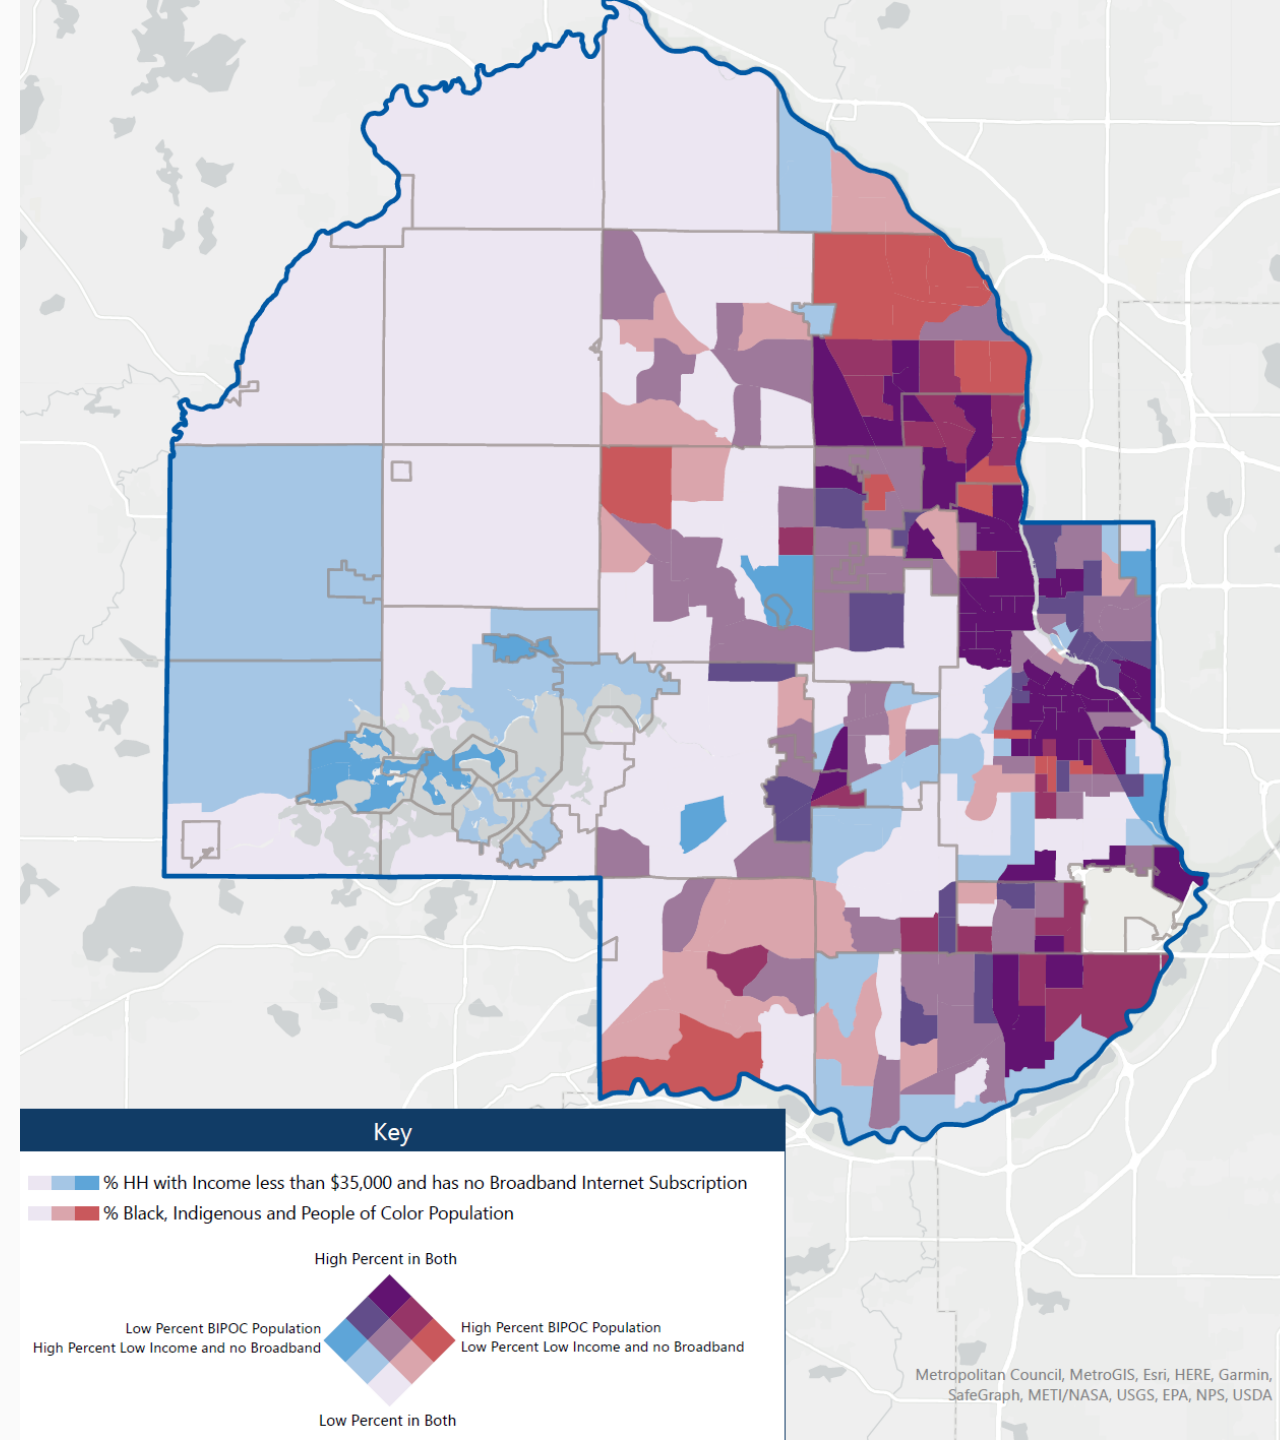 Key
% HH with Income less than $35,000 and has no Broadband Internet Subscription
% Black, Indigenous and People of Color Population
High Percent in Both
Low Percent BIPOC Population
High Percent Low Income and no Broadband
High Percent BIPOC Population
Low Percent Low Income and no Broadband
Low Percent in Both
Metropolitan Council, MetroGIS, Esri, HERE, Garmin,
SafeGraph, METI/NASA, USGS, EPA, NPS, USDA